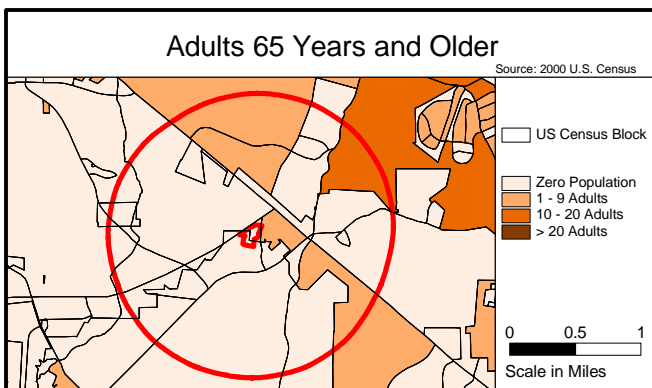 Adults 65 Years and Older
Source: 2000 U.S. Census
US Census Block
Zero Population
1 - 9 Adults
10 - 20 Adults
> 20 Adults
0 0.5 1
Scale in Miles